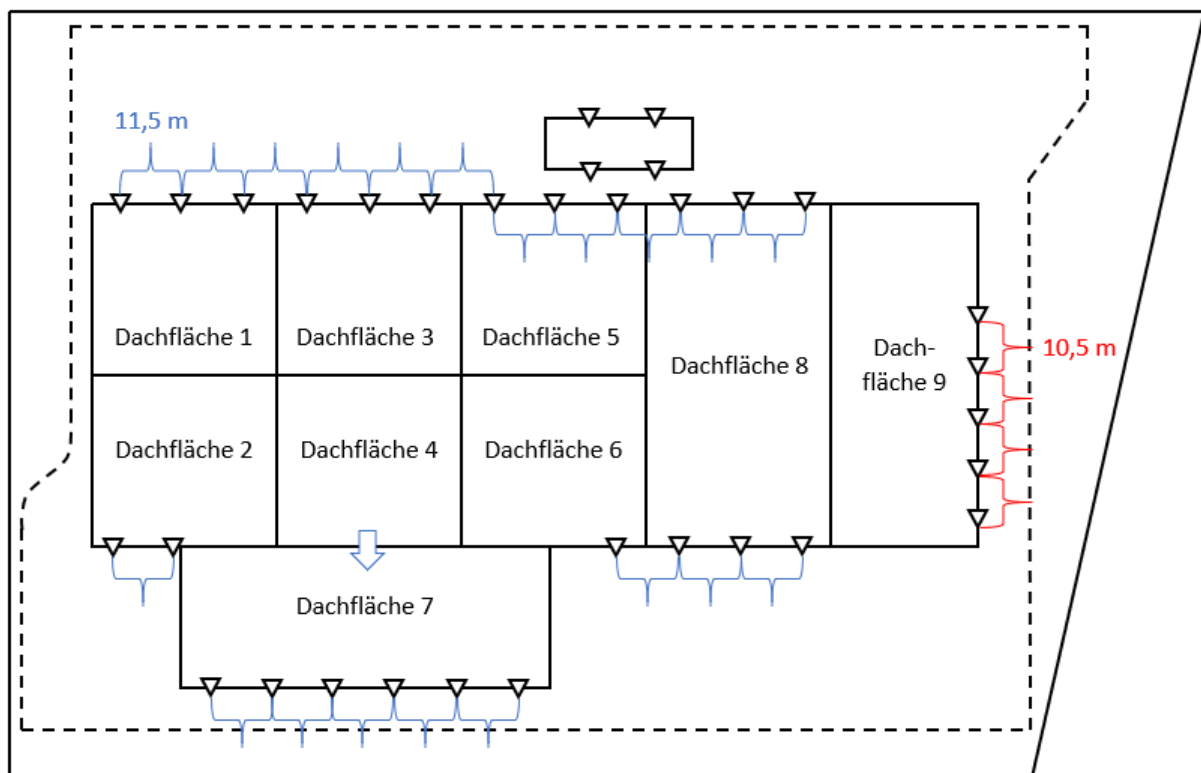 11,5 m
Dachfläche 1
Dachfläche 3
Dachfläche 5
Dachfläche 8
Dach-
fläche 9
10,5 m
Dachfläche 2
Dachfläche 4
Dachfläche 6
Dachfläche 7